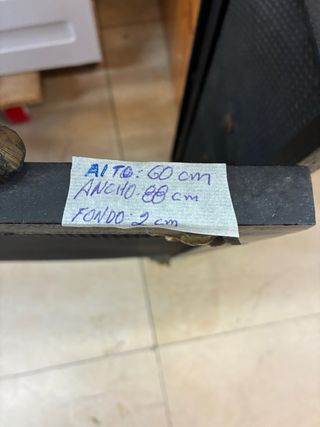 ALTO: 60 cm
ANCHO: 88 cm
FONDO: 2 cm